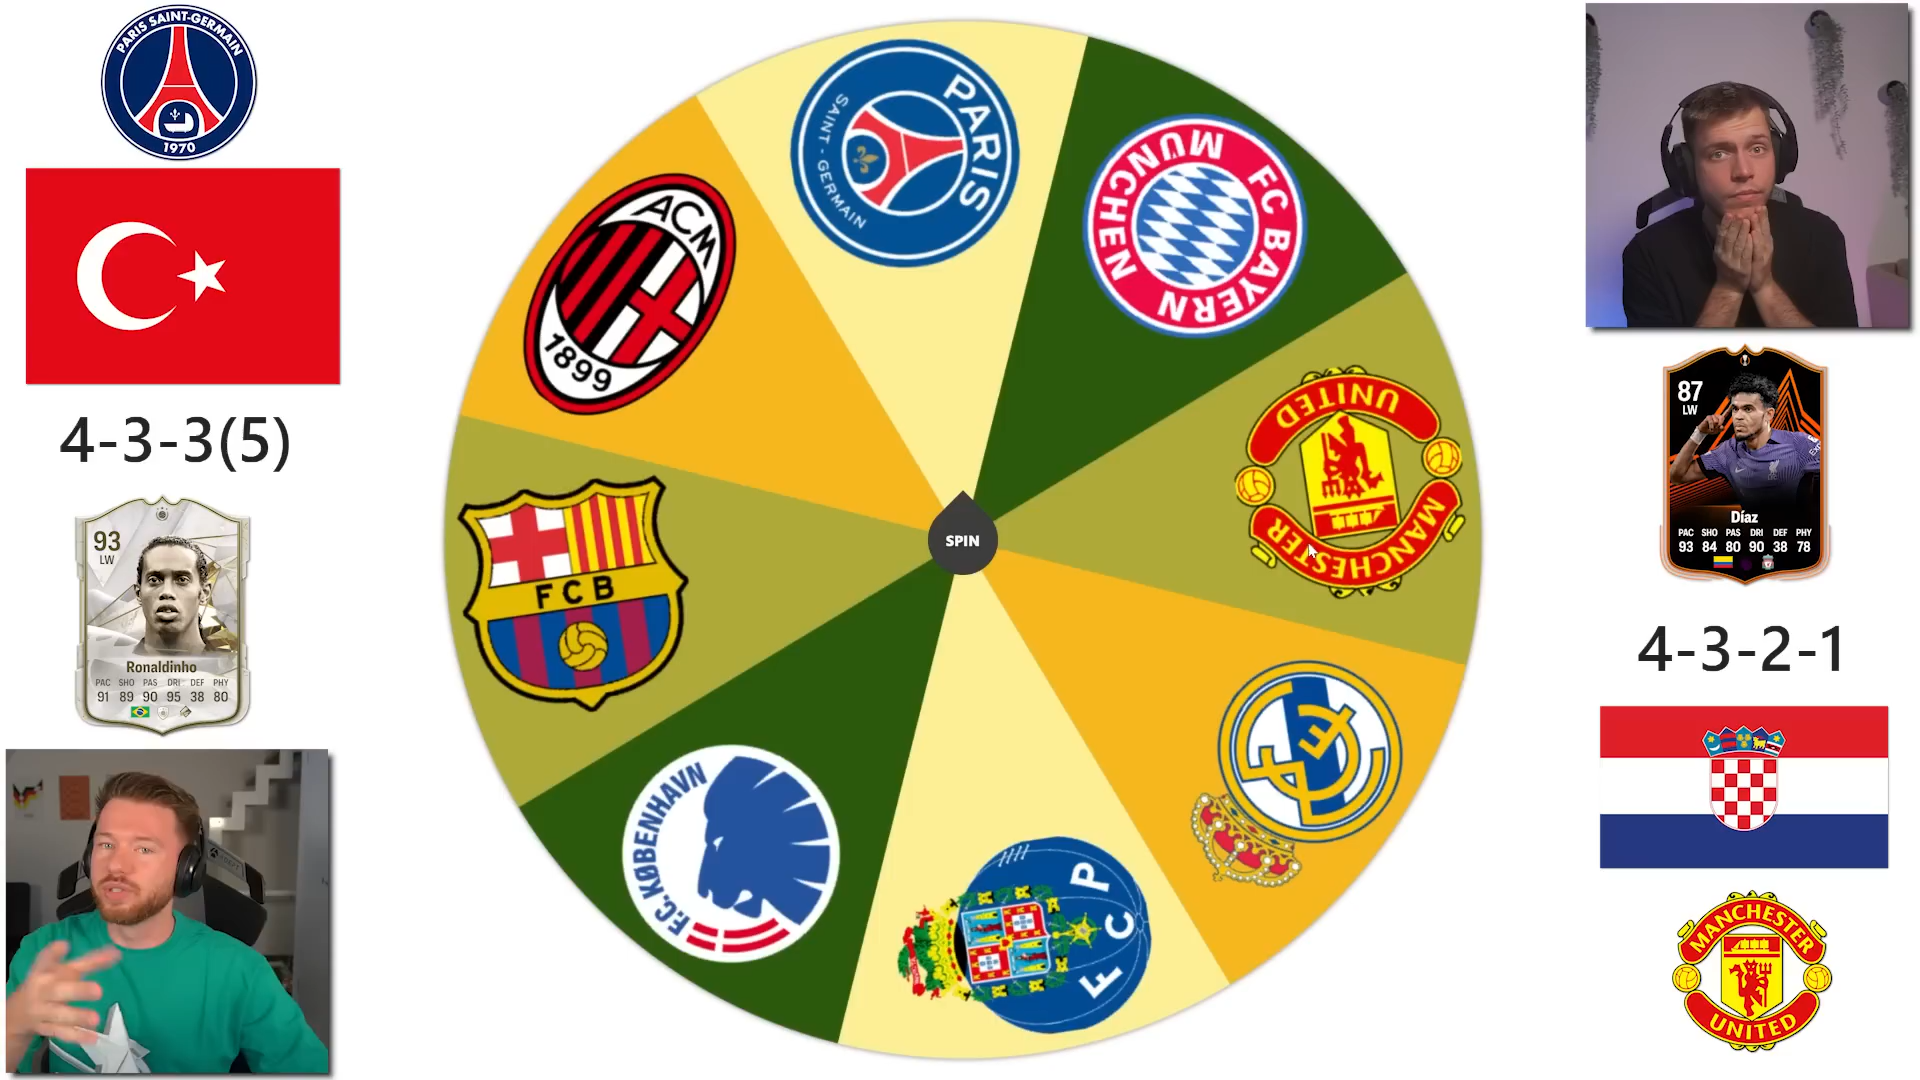 PARIS SAINT-GERMAIN
1970
4-3-3(5)
93
LW
Ronaldinho
PAC SHO PAS DRI DEF PHY
91 89 90 95 38 80
PARIS
SAINT-GERMAIN
FC BAYERN
MÜNCHEN
MANCHESTER
UNITED
FCP
F.C.KØBENHAVN
FCB
ACM
1899
SPIN
87
LW
Díaz
PAC SHO PAS DRI DEF PHY
93 84 80 90 38 78
4-3-2-1
MANCHESTER
UNITED